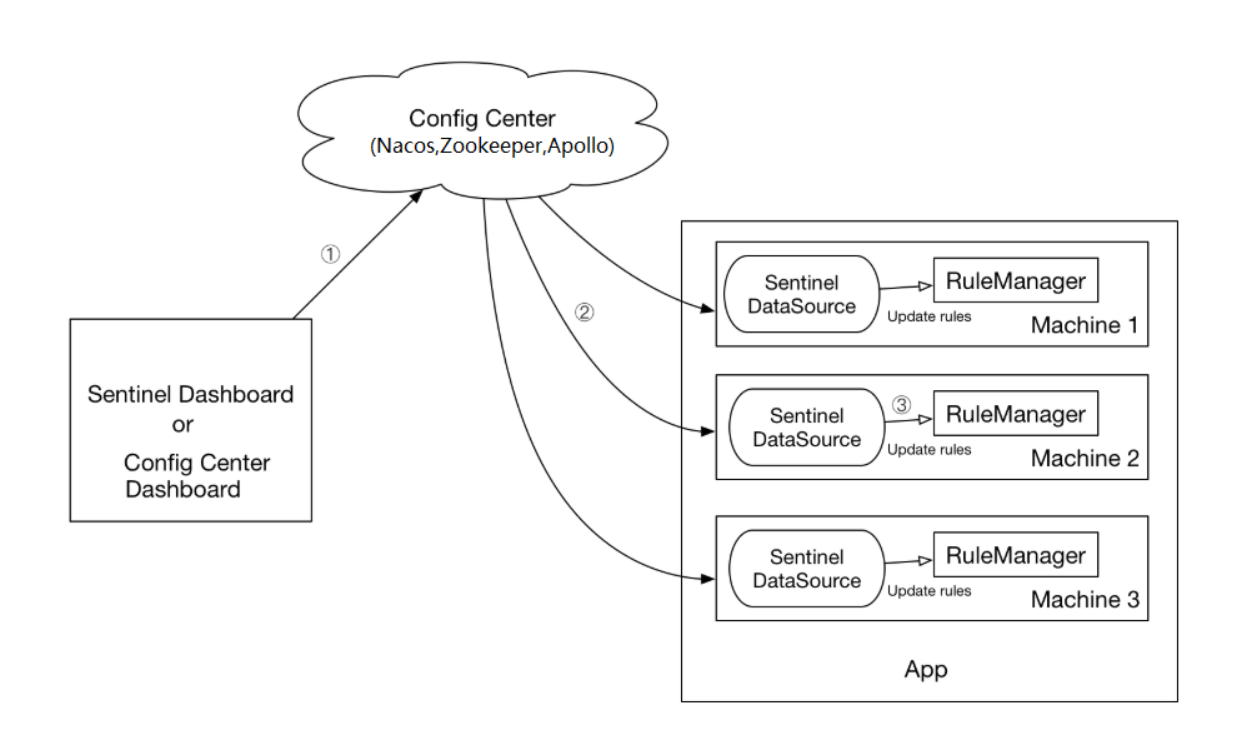 Config Center
(Nacos,Zookeeper,Apollo)
①
②
Sentinel Dashboard
or
Config Center
Dashboard
Sentinel
DataSource
RuleManager
Update rules
Machine 1
Sentinel
DataSource
③
RuleManager
Update rules
Machine 2
Sentinel
DataSource
RuleManager
Update rules
Machine 3
App